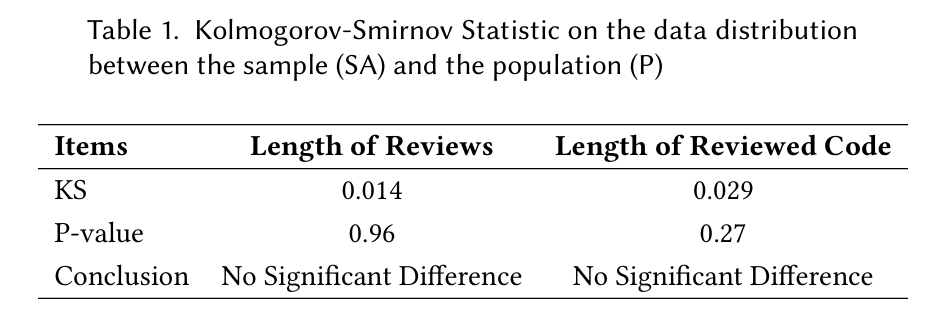 Table 1. Kolmogorov-Smirnov Statistic on the data distribution
between the sample (SA) and the population (P)
Items Length of Reviews Length of Reviewed Code
KS 0.014 0.029
P-value 0.96 0.27
Conclusion No Significant Difference No Significant Difference